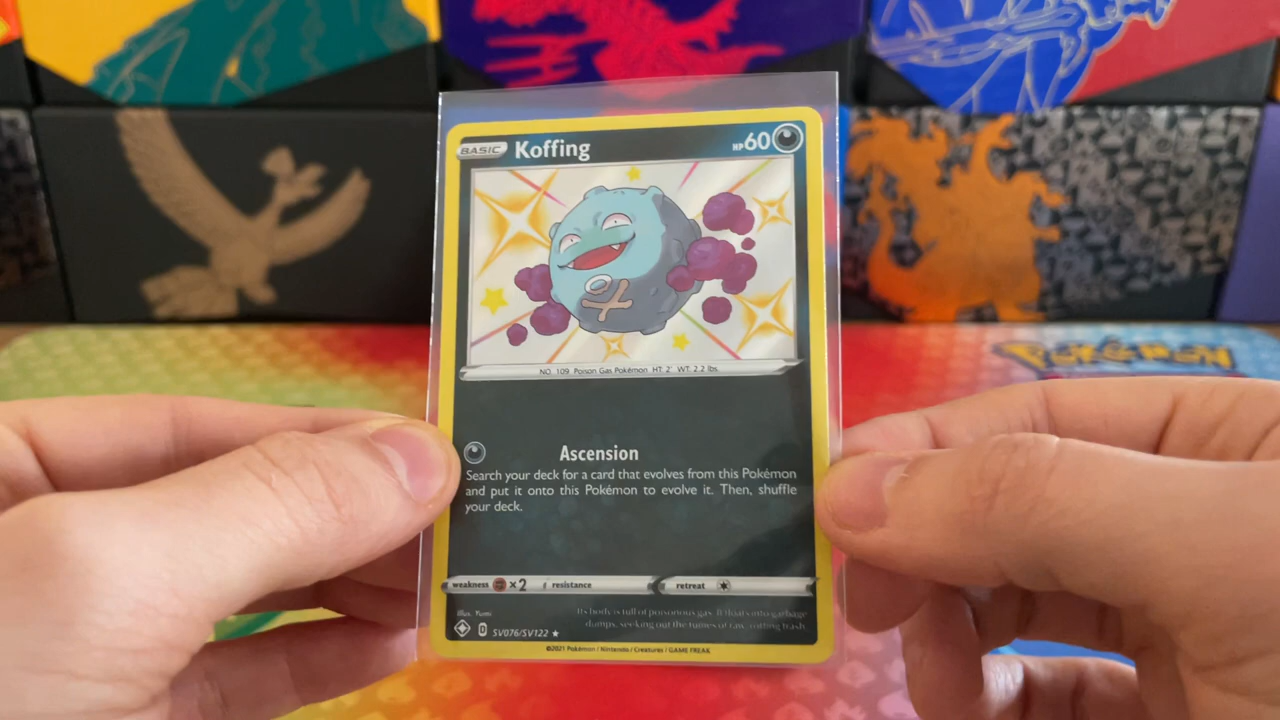 BASIC Koffing HP 60
NO. 109 Poison Gas Pokémon HT: 2' WT: 2.2 lbs.
POKÉMON
Ascension
Search your deck for a card that evolves from this Pokémon
and put it onto this Pokémon to evolve it. Then, shuffle
your deck.
weakness ×2 resistance retreat
Illus. Yumi
Its body is full of poisonous gas. It floats into garbage
dumps, seeking out the fumes of raw, rotting trash.
D SV076/SV122 ★
©2021 Pokémon / Nintendo / Creatures / GAME FREAK